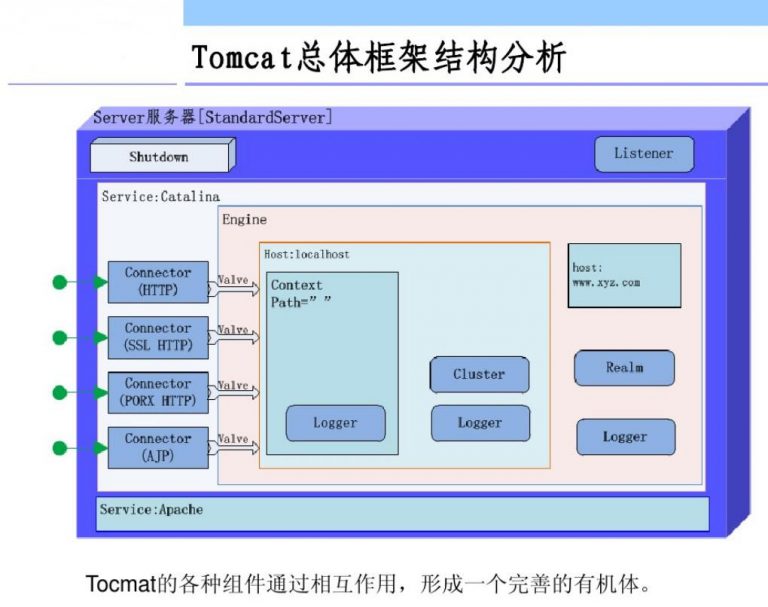 Tomcat总体框架结构分析
Server服务器[StandardServer]
Shutdown
Listener
Service:Catalina
Engine
Host:localhost
host:
www.xyz.com
Context
Path=" "
Connector
(HTTP)
Valve
Connector
(SSL HTTP)
Valve
Connector
(PORX HTTP)
Valve
Connector
(AJP)
Valve
Cluster
Realm
Logger
Logger
Logger
Service:Apache
Tocmat的各种组件通过相互作用，形成一个完善的有机体。